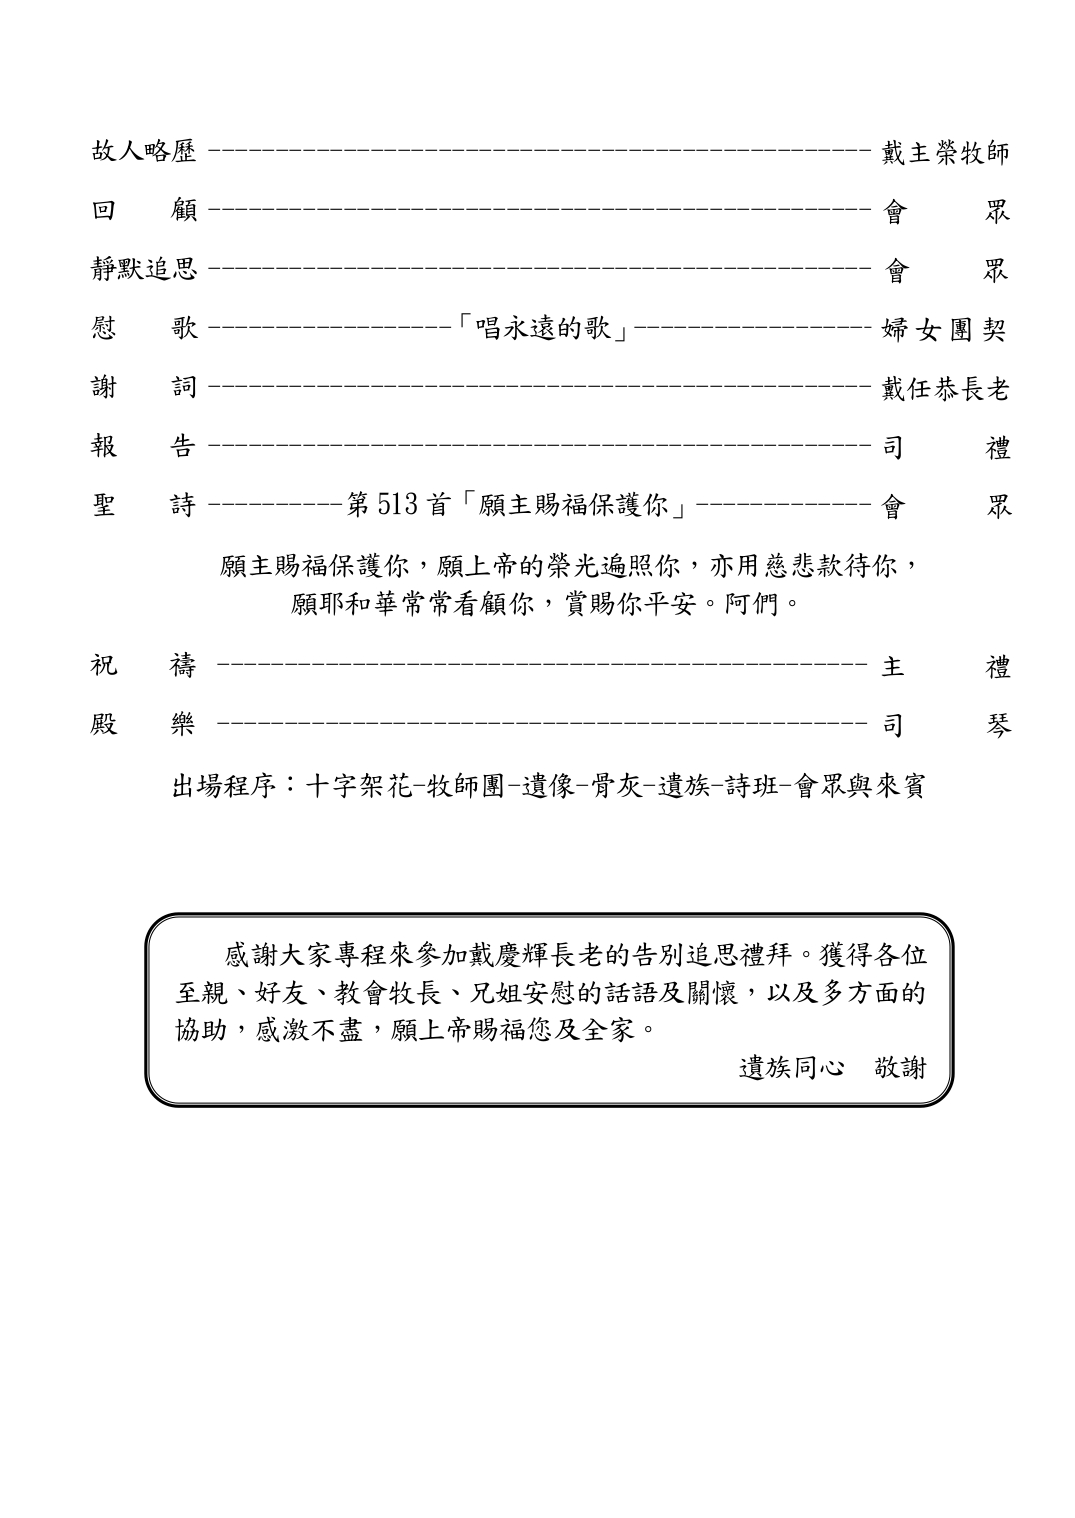 故人略歷 ------------------------------------------------- 戴主榮牧師
回　　顧 ------------------------------------------------- 會　　　眾
靜默追思 ------------------------------------------------- 會　　　眾
慰　　歌 ------------------「唱永遠的歌」------------------ 婦女團契
謝　　詞 ------------------------------------------------- 戴任恭長老
報　　告 ------------------------------------------------- 司　　　禮
聖　　詩 ----------第 513 首「願主賜福保護你」------------- 會　　　眾
願主賜福保護你，願上帝的榮光遍照你，亦用慈悲款待你，
願耶和華常常看顧你，賞賜你平安。阿們。
祝　　禱 ------------------------------------------------ 主　　　禮
殿　　樂 ------------------------------------------------ 司　　　琴
出場程序：十字架花-牧師團-遺像-骨灰-遺族-詩班-會眾與來賓
感謝大家專程來參加戴慶輝長老的告別追思禮拜。獲得各位
至親、好友、教會牧長、兄姐安慰的話語及關懷，以及多方面的
協助，感激不盡，願上帝賜福您及全家。
遺族同心　敬謝